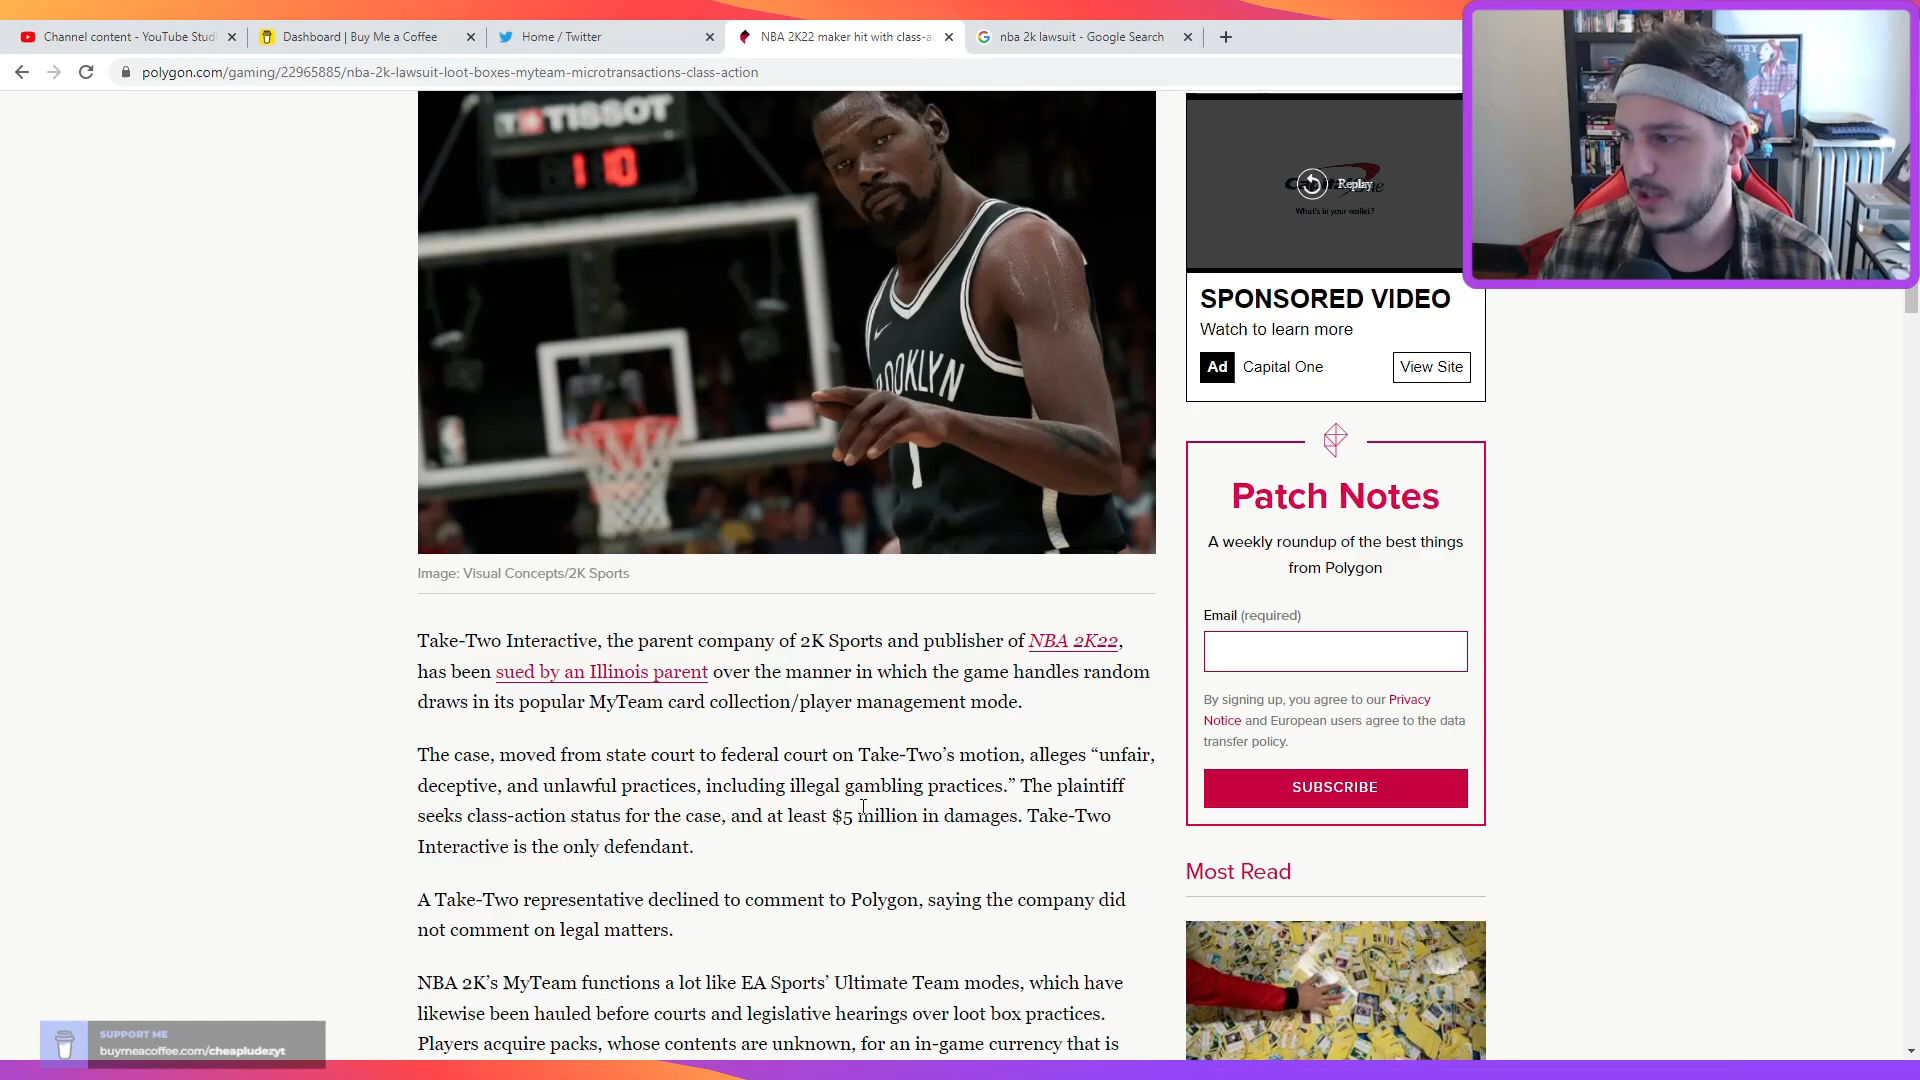 Channel content - YouTube Stud
Dashboard | Buy Me a Coffee
Home / Twitter
NBA 2K22 maker hit with class-a
nba 2k lawsuit - Google Search
polygon.com/gaming/22965885/nba-2k-lawsuit-loot-boxes-myteam-microtransactions-class-action
TISSOT
10
BROOKLYN
Replay
What's in your wallet?
SPONSORED VIDEO
Watch to learn more
Ad Capital One View Site
Image: Visual Concepts/2K Sports
Take-Two Interactive, the parent company of 2K Sports and publisher of NBA 2K22,
has been sued by an Illinois parent over the manner in which the game handles random
draws in its popular MyTeam card collection/player management mode.
The case, moved from state court to federal court on Take-Two’s motion, alleges “unfair,
deceptive, and unlawful practices, including illegal gambling practices.” The plaintiff
seeks class-action status for the case, and at least $5 million in damages. Take-Two
Interactive is the only defendant.
A Take-Two representative declined to comment to Polygon, saying the company did
not comment on legal matters.
NBA 2K’s MyTeam functions a lot like EA Sports’ Ultimate Team modes, which have
likewise been hauled before courts and legislative hearings over loot box practices.
Players acquire packs, whose contents are unknown, for an in-game currency that is
Patch Notes
A weekly roundup of the best things
from Polygon
Email (required)
By signing up, you agree to our Privacy
Notice and European users agree to the data
transfer policy.
SUBSCRIBE
Most Read
SUPPORT ME
buymeacoffee.com/cheapludezyt